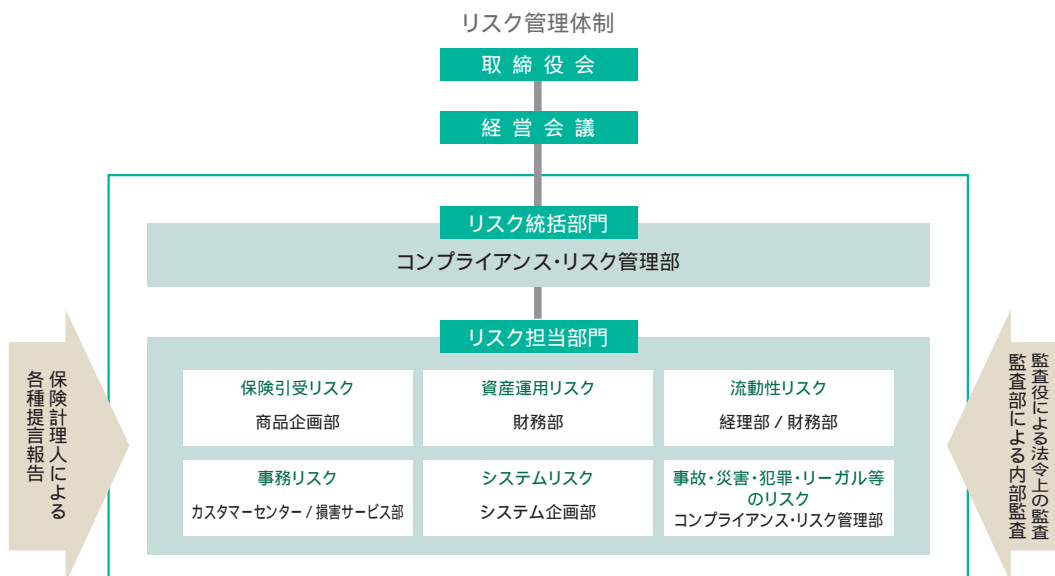 リスク管理体制
取締役会
経営会議
リスク統括部門
コンプライアンス・リスク管理部
リスク担当部門
保険引受リスク
商品企画部
資産運用リスク
財務部
流動性リスク
経理部 / 財務部
事務リスク
カスタマーセンター / 損害サービス部
システムリスク
システム企画部
事故・災害・犯罪・リーガル等
のリスク
コンプライアンス・リスク管理部
保険計理人による
各種提言報告
監査役による法令上の監査
監査部による内部監査